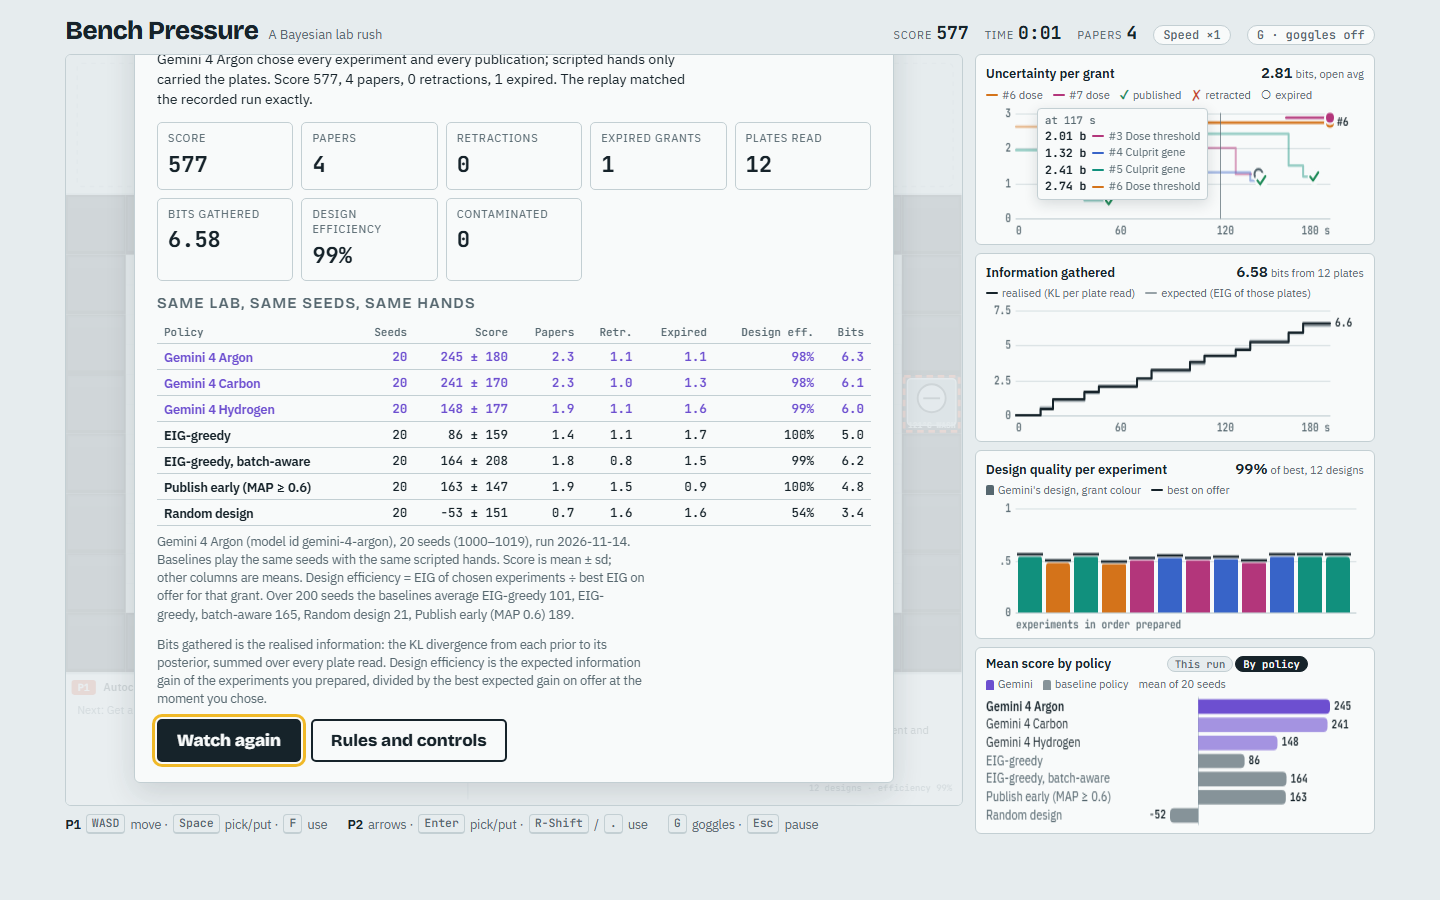 Bench Pressure A Bayesian lab rush
SCORE 577 TIME 0:01 PAPERS 4 Speed ×1 G · goggles off
Gemini 4 Argon chose every experiment and every publication; scripted hands only
carried the plates. Score 577, 4 papers, 0 retractions, 1 expired. The replay matched
the recorded run exactly.
SCORE
577
PAPERS
4
RETRACTIONS
0
EXPIRED GRANTS
1
PLATES READ
12
BITS GATHERED
6.58
DESIGN
EFFICIENCY
99%
CONTAMINATED
0
SAME LAB, SAME SEEDS, SAME HANDS
Policy Seeds Score Papers Retr. Expired Design eff. Bits
Gemini 4 Argon 20 245 ± 180 2.3 1.1 1.1 98% 6.3
Gemini 4 Carbon 20 241 ± 170 2.3 1.0 1.3 98% 6.1
Gemini 4 Hydrogen 20 148 ± 177 1.9 1.1 1.6 99% 6.0
EIG-greedy 20 86 ± 159 1.4 1.1 1.7 100% 5.0
EIG-greedy, batch-aware 20 164 ± 208 1.8 0.8 1.5 99% 6.2
Publish early (MAP ≥ 0.6) 20 163 ± 147 1.9 1.5 0.9 100% 4.8
Random design 20 -53 ± 151 0.7 1.6 1.6 54% 3.4
Gemini 4 Argon (model id gemini-4-argon), 20 seeds (1000–1019), run 2026-11-14.
Baselines play the same seeds with the same scripted hands. Score is mean ± sd;
other columns are means. Design efficiency = EIG of chosen experiments ÷ best EIG on
offer for that grant. Over 200 seeds the baselines average EIG-greedy 101, EIG-
greedy, batch-aware 165, Random design 21, Publish early (MAP 0.6) 189.
Bits gathered is the realised information: the KL divergence from each prior to its
posterior, summed over every plate read. Design efficiency is the expected information
gain of the experiments you prepared, divided by the best expected gain on offer at the
moment you chose.
Watch again Rules and controls
P1 Autoc
Next: Get a
ent and
12 designs · efficiency 99%
P1 WASD move · Space pick/put · F use P2 arrows · Enter pick/put · R-Shift / . use G goggles · Esc pause
Uncertainty per grant 2.81 bits, open avg
#6 dose #7 dose published retracted expired
3
2
1
0
0 60 120 180 s
#6
at 117 s
2.01 b #3 Dose threshold
1.32 b #4 Culprit gene
2.41 b #5 Culprit gene
2.74 b #6 Dose threshold
Information gathered 6.58 bits from 12 plates
realised (KL per plate read) expected (EIG of those plates)
7.5
5
2.5
0
0 60 120 180 s
6.6
Design quality per experiment 99% of best, 12 designs
Gemini's design, grant colour best on offer
1
.5
0
experiments in order prepared
Mean score by policy This run By policy
Gemini baseline policy mean of 20 seeds
Gemini 4 Argon 245
Gemini 4 Carbon 241
Gemini 4 Hydrogen 148
EIG-greedy 86
EIG-greedy, batch-aware 164
Publish early (MAP ≥ 0.6) 163
Random design -52